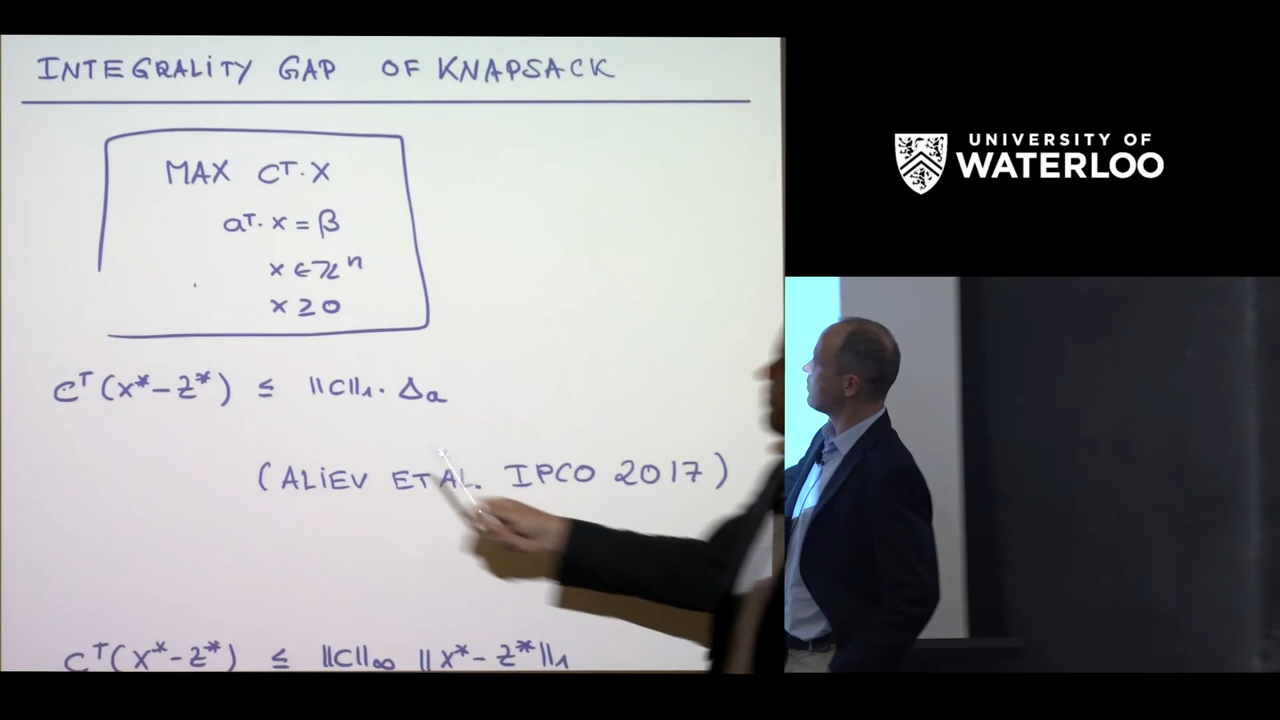 INTEGRALITY GAP OF KNAPSACK
MAX Cᵀ·X
aᵀ·x = β
x ∈ ℤⁿ
x ≥ 0
Cᵀ(x*-z*) ≤ ||C||₁·Δₐ
(ALIEV ET AL. IPCO 2017)
Cᵀ(x*-z*) ≤ ||C||∞ ||x*-z*||₁
UNIVERSITY OF
WATERLOO